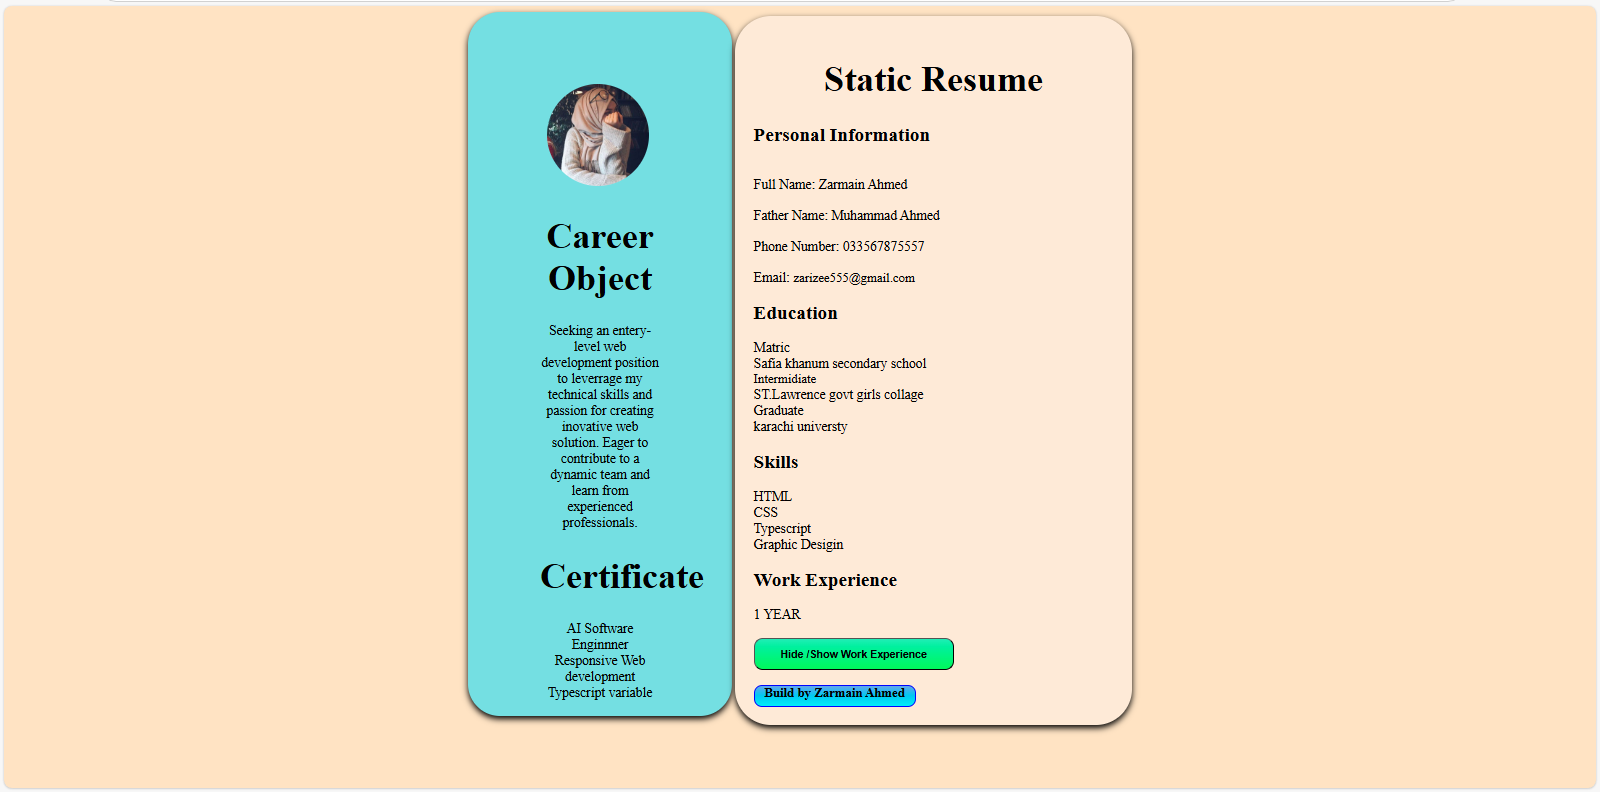 Career
Object
Seeking an entery-
level web
development position
to leverrage my
technical skills and
passion for creating
inovative web
solution. Eager to
contribute to a
dynamic team and
learn from
experienced
professionals.
Certificate
AI Software
Enginnner
Responsive Web
development
Typescript variable
Static Resume
Personal Information
Full Name: Zarmain Ahmed
Father Name: Muhammad Ahmed
Phone Number: 033567875557
Email: zarizee555@gmail.com
Education
Matric
Safia khanum secondary school
Intermidiate
ST.Lawrence govt girls collage
Graduate
karachi universty
Skills
HTML
CSS
Typescript
Graphic Desigin
Work Experience
1 YEAR
Hide /Show Work Experience
Build by Zarmain Ahmed